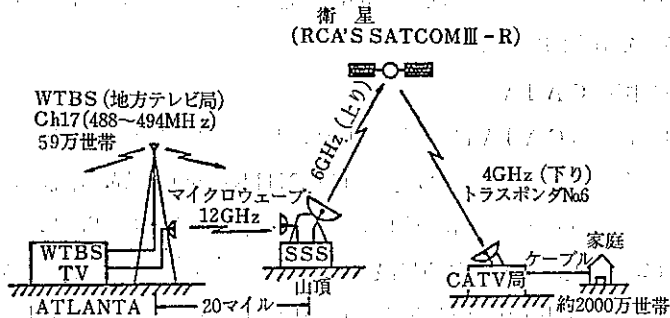 衛星
(RCA'S SATCOMⅢ-R)
WTBS (地方テレビ局)
Ch17(488～494MHz)
59万世帯
6GHz(上り)
4GHz(下り)
トラスポンダNo.6
マイクロウェーブ
12GHz
WTBS
TV
SSS
山頂
CATV局
ケーブル
家庭
ATLANTA
20マイル
約2000万世帯